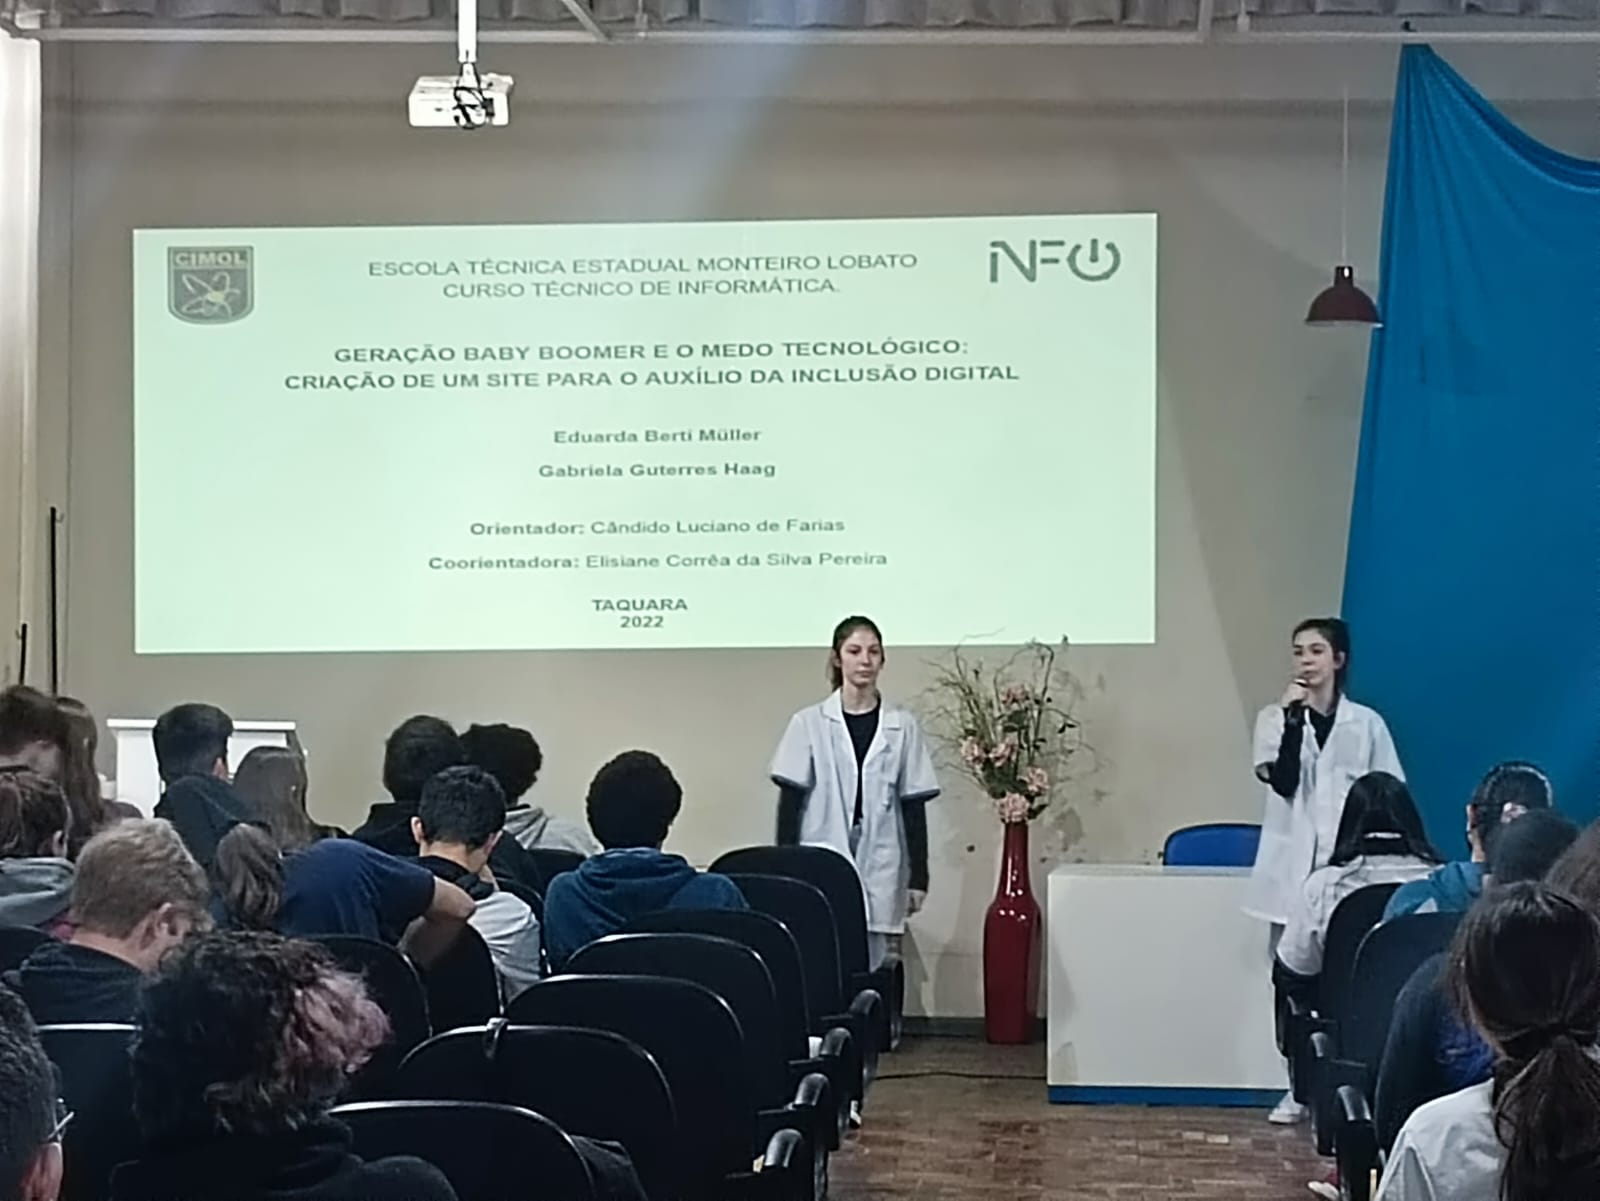 CIMOL
ESCOLA TÉCNICA ESTADUAL MONTEIRO LOBATO
CURSO TÉCNICO DE INFORMÁTICA.
INFO
GERAÇÃO BABY BOOMER E O MEDO TECNOLÓGICO:
CRIAÇÃO DE UM SITE PARA O AUXÍLIO DA INCLUSÃO DIGITAL
Eduarda Berti Müller
Gabriela Guterres Haag
Orientador: Cândido Luciano de Farias
Coorientadora: Elisiane Corrêa da Silva Pereira
TAQUARA
2022